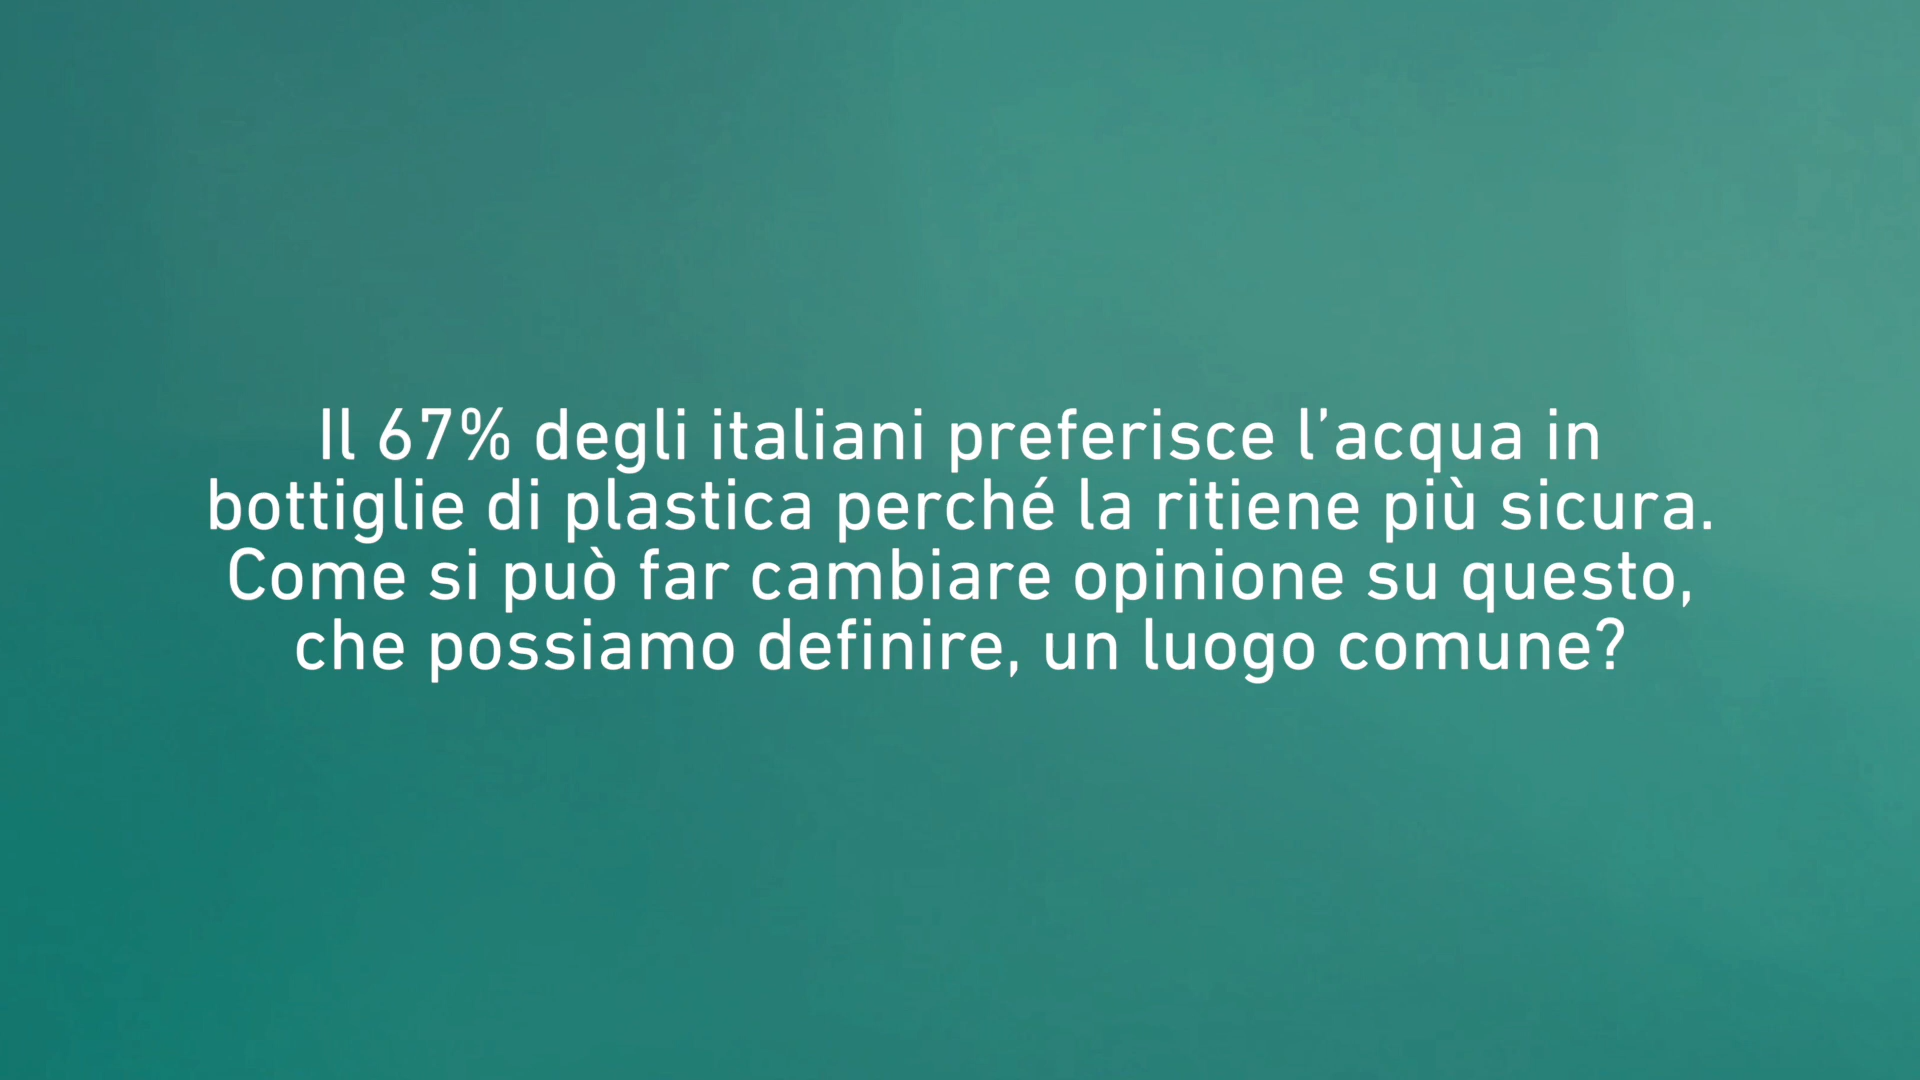 Il 67% degli italiani preferisce l’acqua in
bottiglie di plastica perché la ritiene più sicura.
Come si può far cambiare opinione su questo,
che possiamo definire, un luogo comune?